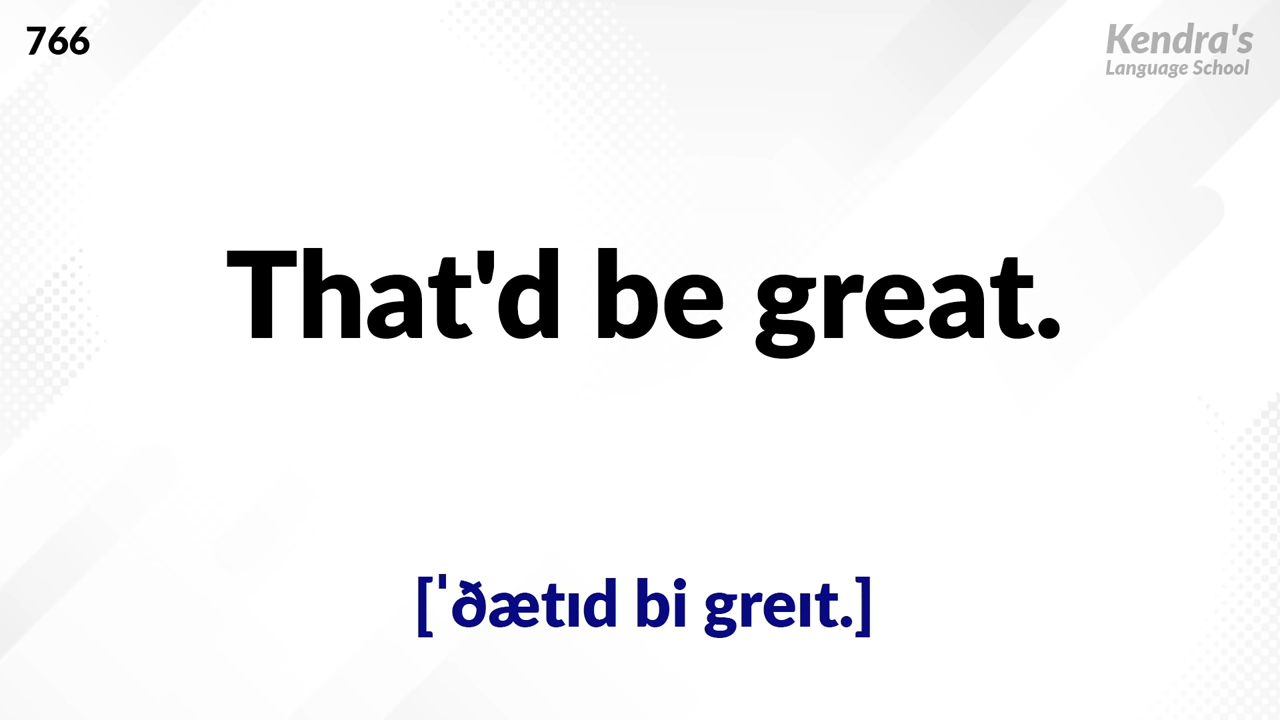 766
Kendra's
Language School
That'd be great.
[ˈðætɪd bi greɪt.]